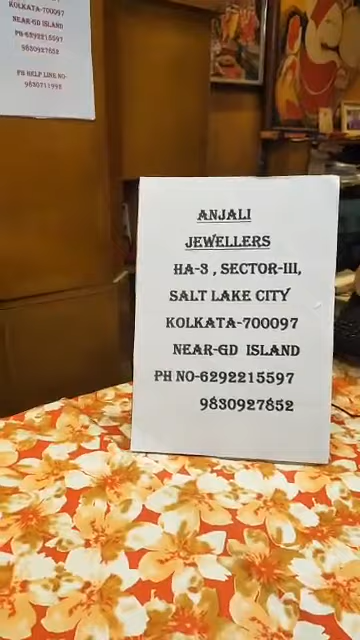 KOLKATA-700097
NEAR-GD ISLAND
PH-6292215597
9830927852
PH HELP LINE NO
9830711998
ANJALI
JEWELLERS
HA-3 , SECTOR-III,
SALT LAKE CITY
KOLKATA-700097
NEAR-GD ISLAND
PH NO-6292215597
9830927852